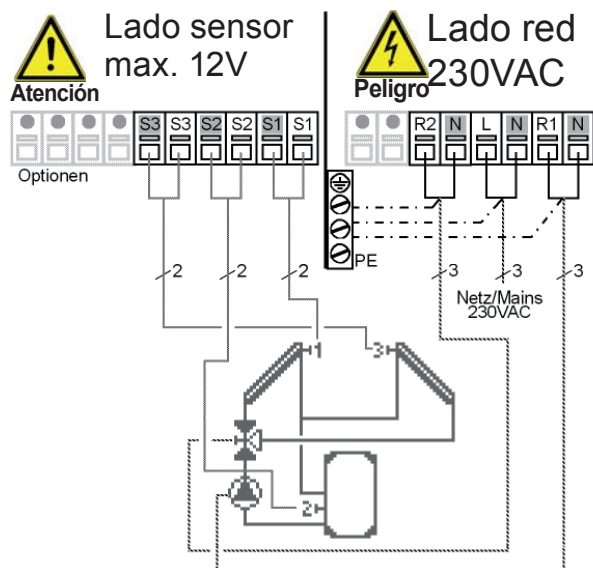 Lado sensor
max. 12V
Atención
Lado red
230VAC
Peligro
S3 S3 S2 S2 S1 S1
R2 N L N R1 N
Optionen
PE
2 2 2
3 3 3
Netz/Mains
230VAC
1 3
2